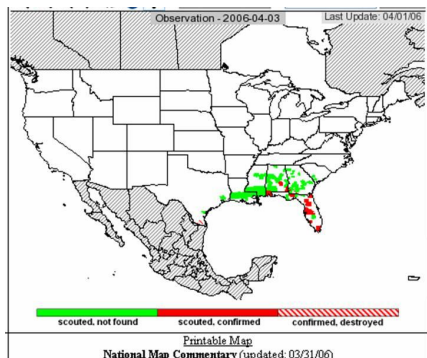 Observation - 2006-04-03
Last Update: 04/01/06
scouted, not found
scouted, confirmed
confirmed, destroyed
Printable Map
National Map Commentary (updated: 03/31/06)